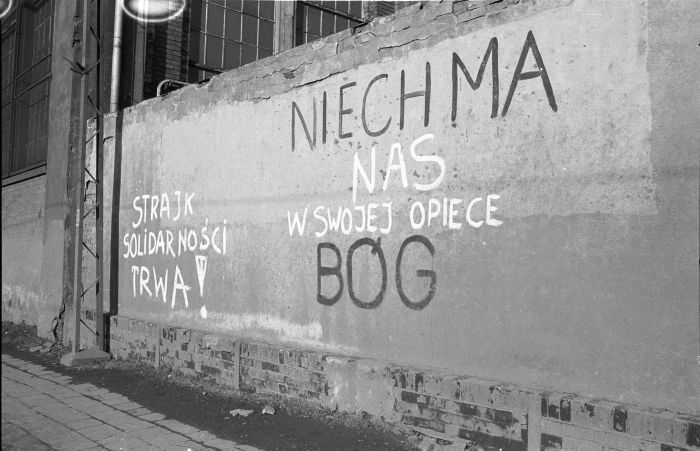 STRAJK
SOLIDARNOŚCI
TRWA!
NIECH MA
NAS
W SWOJEJ OPIECE
BÓG